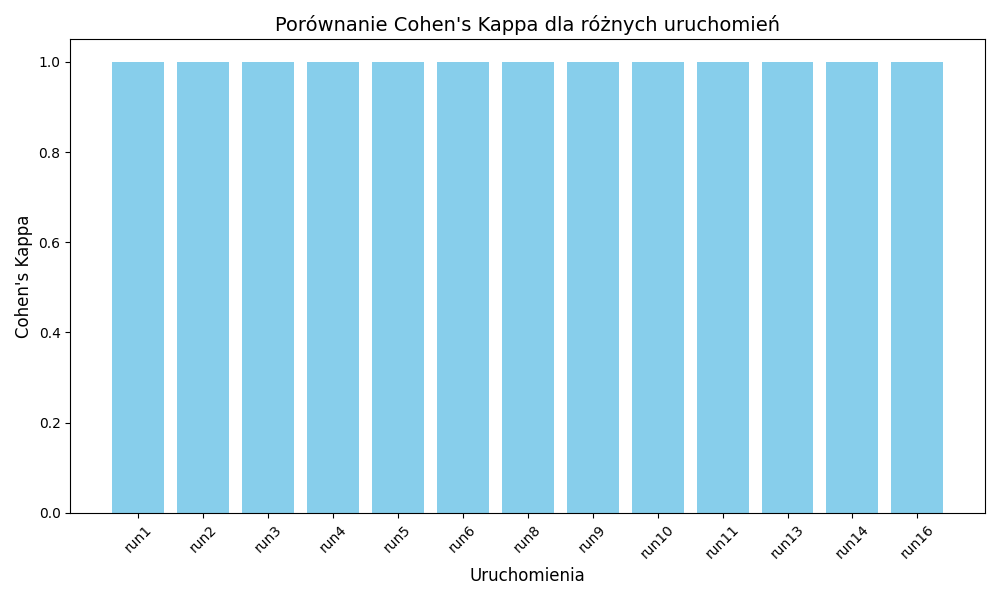 Porównanie Cohen's Kappa dla różnych uruchomień
Cohen's Kappa
1.0
0.8
0.6
0.4
0.2
0.0
run1 run2 run3 run4 run5 run6 run8 run9 run10 run11 run13 run14 run16
Uruchomienia